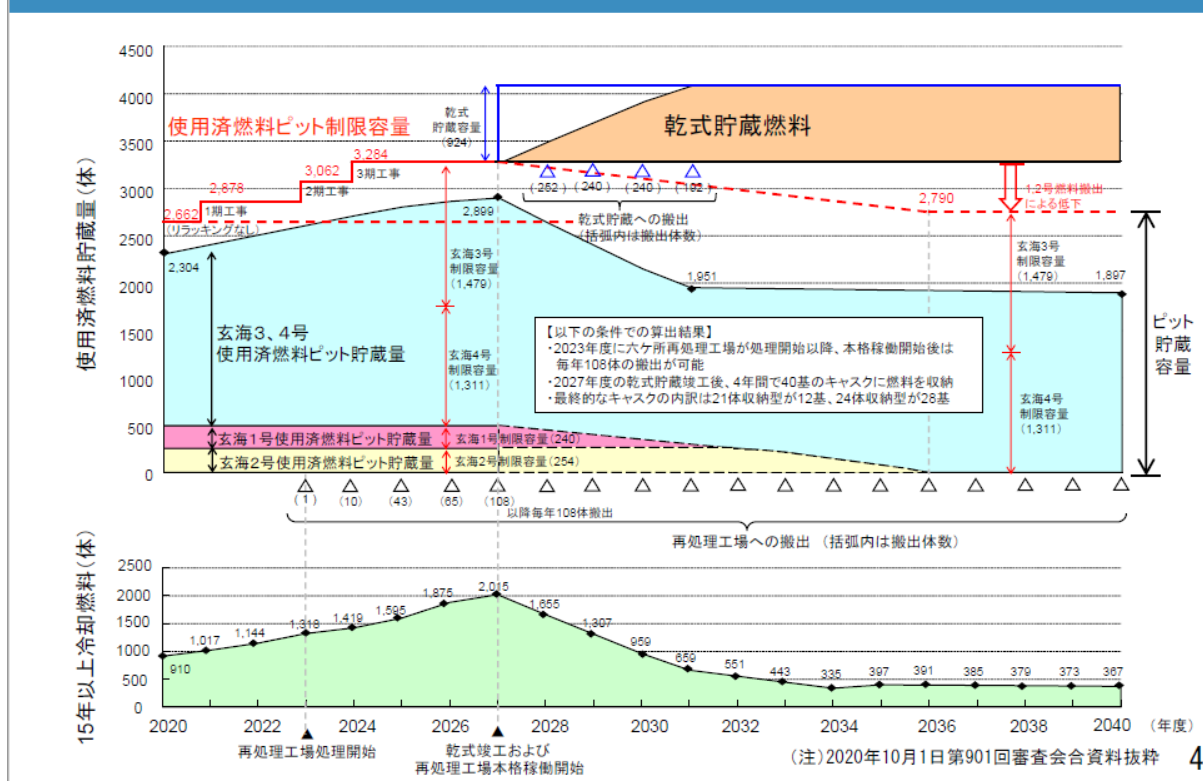 使用済燃料貯蔵量(体)
4500
4000
3500
3000
2500
2000
1500
1000
500
0
使用済燃料ピット制限容量
2,662
2,878
3,062
3,284
1期工事
2期工事
3期工事
(リラッキングなし)
乾式
貯蔵容量
(924)
乾式貯蔵燃料
(252)
(240)
(240)
(192)
乾式貯蔵への搬出
(括弧内は搬出体数)
2,790
1,2号燃料搬出
による低下
2,304
2,899
1,951
1,897
玄海3号
制限容量
(1,479)
玄海4号
制限容量
(1,311)
玄海3号
制限容量
(1,479)
玄海4号
制限容量
(1,311)
ピット
貯蔵
容量
玄海3、4号
使用済燃料ピット貯蔵量
【以下の条件での算出結果】
・2023年度に六ケ所再処理工場が処理開始以降、本格稼働開始後は
毎年108体の搬出が可能
・2027年度の乾式貯蔵竣工後、4年間で40基のキャスクに燃料を収納
・最終的なキャスクの内訳は21体収納型が12基、24体収納型が28基
玄海1号使用済燃料ピット貯蔵量
玄海1号制限容量(240)
玄海2号使用済燃料ピット貯蔵量
玄海2号制限容量(254)
(1)
(10)
(43)
(65)
(108)
以降毎年108体搬出
再処理工場への搬出 (括弧内は搬出体数)
15年以上冷却燃料(体)
2500
2000
1500
1000
500
0
910
1,017
1,144
1,318
1,419
1,595
1,875
2,015
1,655
1,307
959
659
551
443
335
397
391
385
379
373
367
2020
2022
2024
2026
2028
2030
2032
2034
2036
2038
2040
(年度)
再処理工場処理開始
乾式竣工および
再処理工場本格稼働開始
(注)2020年10月1日第901回審査会合資料抜粋
4